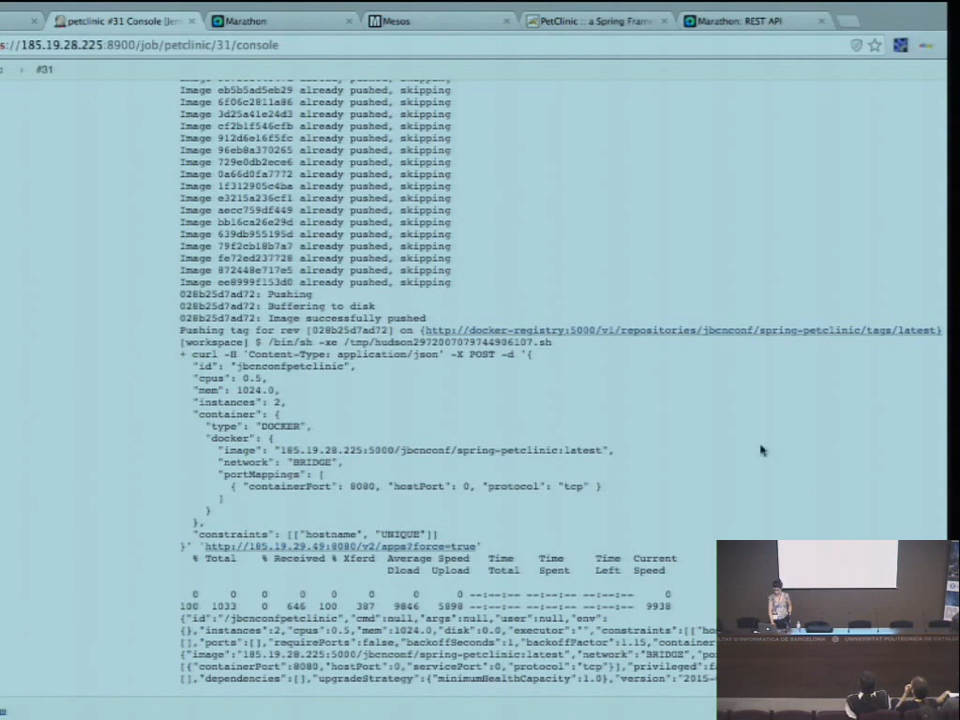 petclinic #31 Console [Jen
Marathon
Mesos
PetClinic :: a Spring Fram
Marathon: REST API
s://185.19.28.225:8900/job/petclinic/31/console
#31
Image eb5b5ad5eb29 already pushed, skipping
Image 6f06c2811a86 already pushed, skipping
Image 3d25a41e24d3 already pushed, skipping
Image cf2b1f546cfb already pushed, skipping
Image 912d6e16f5fc already pushed, skipping
Image 96eb8a370265 already pushed, skipping
Image 729e0db2ece6 already pushed, skipping
Image 0a66d0fa7772 already pushed, skipping
Image 1f312905c4ba already pushed, skipping
Image e3215a236cf1 already pushed, skipping
Image aecc759df449 already pushed, skipping
Image bb16ca26e29d already pushed, skipping
Image 639db955195d already pushed, skipping
Image 79f2cb18b7a7 already pushed, skipping
Image fe72ed237728 already pushed, skipping
Image 872448e717e5 already pushed, skipping
Image ee8999f153d0 already pushed, skipping
028b25d7ad72: Pushing
028b25d7ad72: Buffering to disk
028b25d7ad72: Image successfully pushed
Pushing tag for rev [028b25d7ad72] on {http://docker-registry:5000/v1/repositories/jbcnconf/spring-petclinic/tags/latest}
[workspace] $ /bin/sh -xe /tmp/hudson2972007079744906107.sh
+ curl -H 'Content-Type: application/json' -X POST -d '{
"id": "jbcnconfpetclinic",
"cpus": 0.5,
"mem": 1024.0,
"instances": 2,
"container": {
"type": "DOCKER",
"docker": {
"image": "185.19.28.225:5000/jbcnconf/spring-petclinic:latest",
"network": "BRIDGE",
"portMappings": [
{ "containerPort": 8080, "hostPort": 0, "protocol": "tcp" }
]
}
},
"constraints": [["hostname", "UNIQUE"]]
}' 'http://185.19.29.49:8080/v2/apps?force=true'
% Total % Received % Xferd Average Speed Time Time Time Current
Dload Upload Total Spent Left Speed
0 0 0 0 0 0 0 0 --:--:-- --:--:-- --:--:-- 0
100 1033 0 646 100 387 9846 5898 --:--:-- --:--:-- --:--:-- 9938
{"id":"/jbcnconfpetclinic","cmd":null,"args":null,"user":null,"env":
{},"instances":2,"cpus":0.5,"mem":1024.0,"disk":0.0,"executor":"","constraints":[["hos
[],"ports":[],"requirePorts":false,"backoffSeconds":1,"backoffFactor":1.15,"container
{"image":"185.19.28.225:5000/jbcnconf/spring-petclinic:latest","network":"BRIDGE","po
[{"containerPort":8080,"hostPort":0,"servicePort":0,"protocol":"tcp"}],"privileged":fa
[],"dependencies":[],"upgradeStrategy":{"minimumHealthCapacity":1.0},"version":"2015-
D'INFORMÀTICA DE BARCELONA
UNIVERSITAT POLITÈCNICA DE